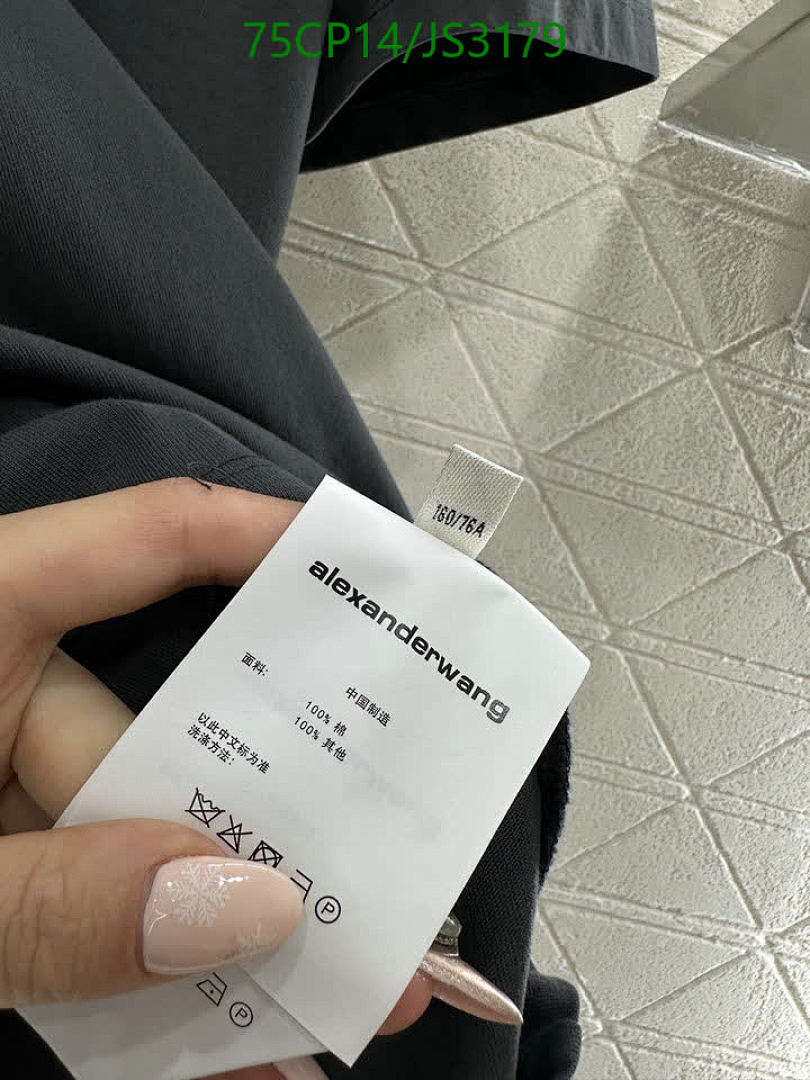 75CP14/JS3179
160/76A
alexanderwang
面料:
中国制造
100% 棉
100% 其他
以此中文标为准
洗涤方法:
P
P